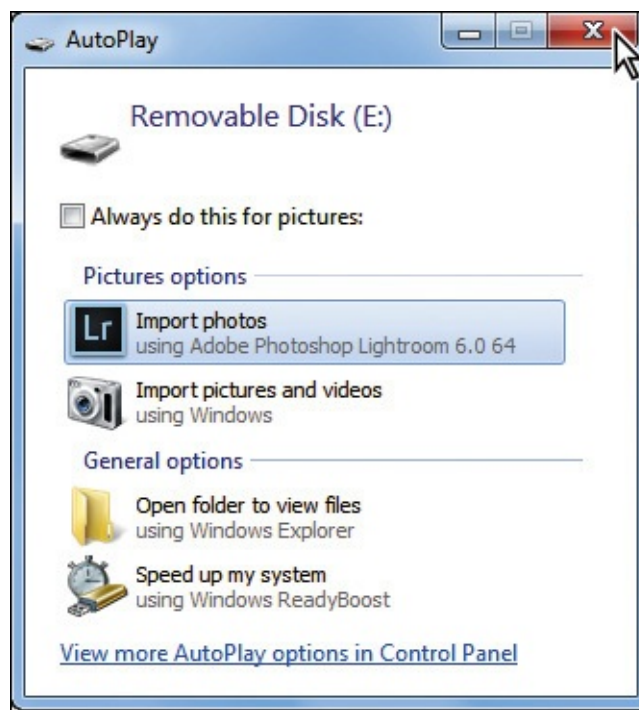 AutoPlay
Removable Disk (E:)
Always do this for pictures:
Pictures options
Lr
Import photos
using Adobe Photoshop Lightroom 6.0 64
Import pictures and videos
using Windows
General options
Open folder to view files
using Windows Explorer
Speed up my system
using Windows ReadyBoost
View more AutoPlay options in Control Panel